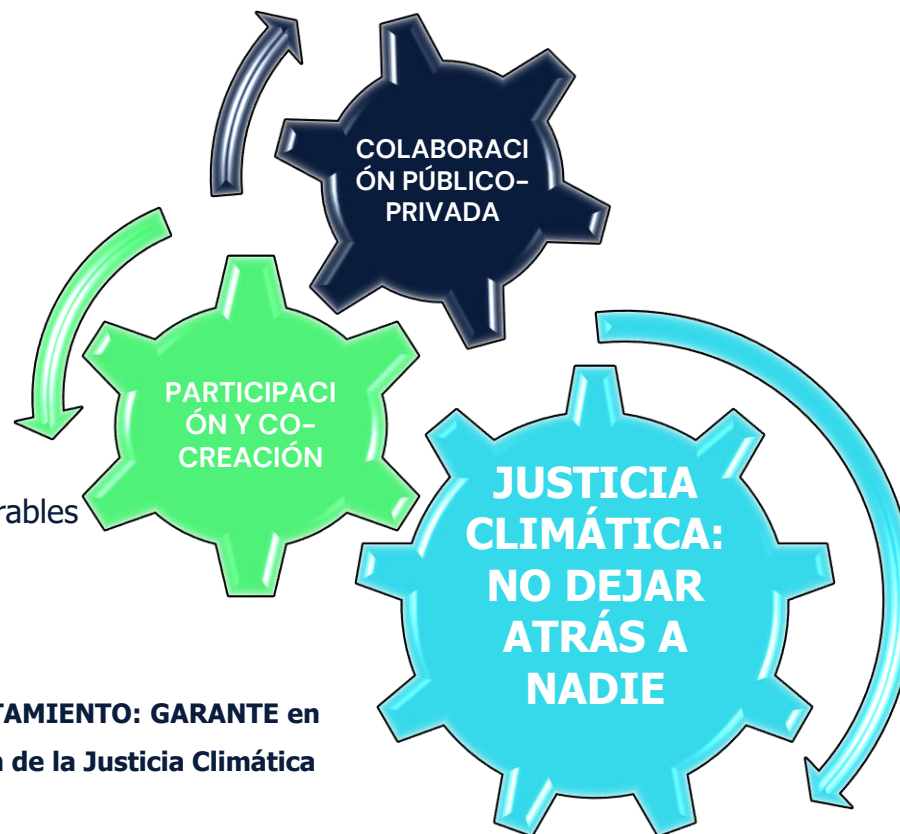 COLABORACI
ÓN PÚBLICO-
PRIVADA
PARTICIPACI
ÓN Y CO-
CREACIÓN
rables
JUSTICIA
CLIMÁTICA:
NO DEJAR
ATRÁS A
NADIE
TAMIENTO: GARANTE en
de la Justicia Climática